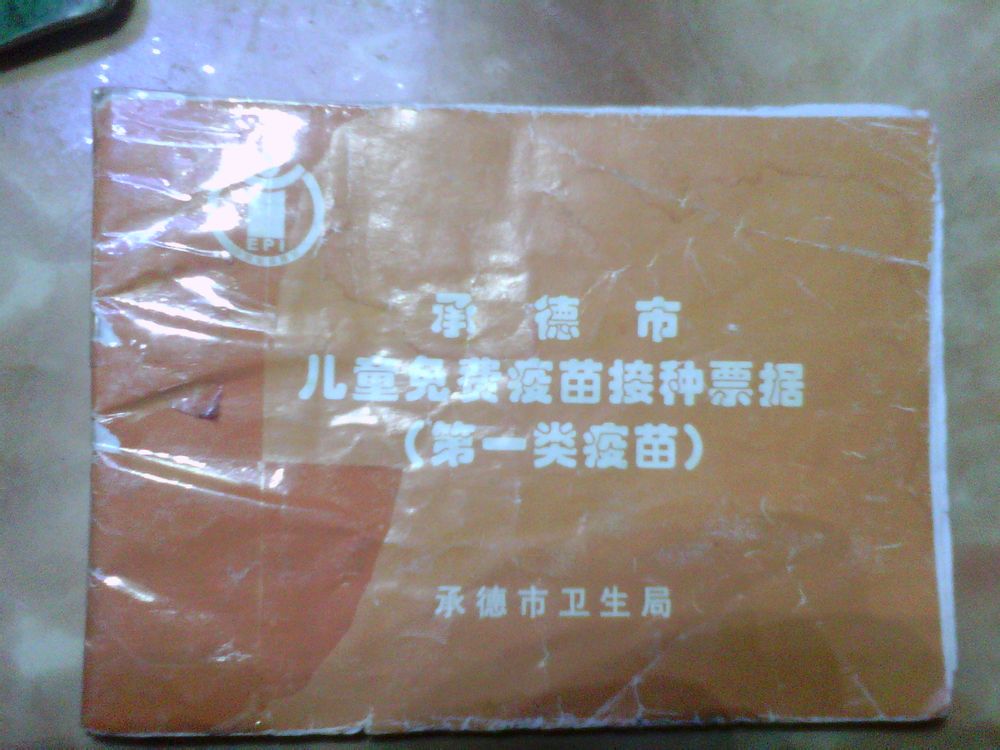 EPI
承德市
儿童免费疫苗接种票据
(第一类疫苗)
承德市卫生局